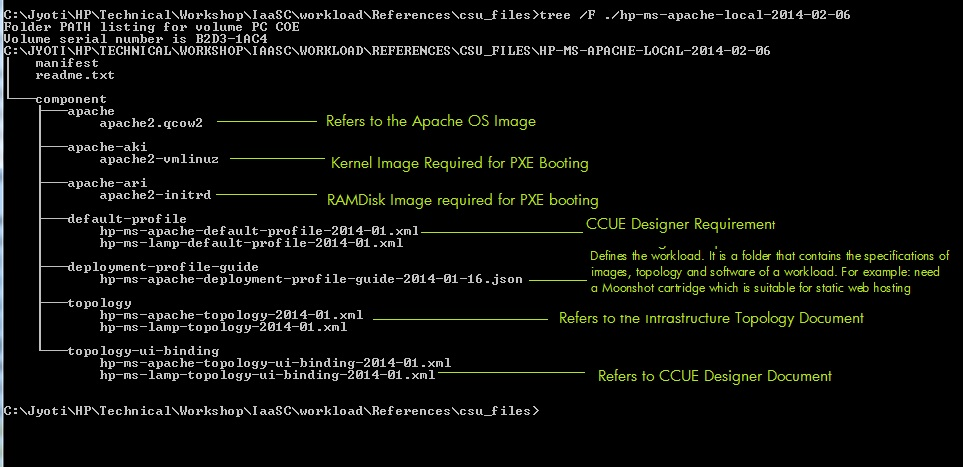 C:\Jyoti\HP\Technical\Workshop\IaaSC\workload\References\csu_files>tree /F ./hp-ms-apache-local-2014-02-06
Folder PATH listing for volume PC COE
Volume serial number is B2D3-1AC4
C:\JYOTI\HP\TECHNICAL\WORKSHOP\IAASC\WORKLOAD\REFERENCES\CSU_FILES\HP-MS-APACHE-LOCAL-2014-02-06
manifest
readme.txt
component
apache
apache2.qcow2 Refers to the Apache OS Image
apache-aki
apache2-vmlinuz Kernel Image Required for PXE Booting
apache-ari
apache2-initrd RAMDisk Image required for PXE booting
default-profile
hp-ms-apache-default-profile-2014-01.xml CCUE Designer Requirement
hp-ms-lamp-default-profile-2014-01.xml
Defines the workload. It is a folder that contains the specifications of
deployment-profile-guide images, topology and software of a workload. For example: need
hp-ms-apache-deployment-profile-guide-2014-01-16.json a Moonshot cartridge which is suitable for static web hosting
topology
hp-ms-apache-topology-2014-01.xml Refers to the Infrastructure Topology Document
hp-ms-lamp-topology-2014-01.xml
topology-ui-binding
hp-ms-apache-topology-ui-binding-2014-01.xml
hp-ms-lamp-topology-ui-binding-2014-01.xml Refers to CCUE Designer Document
C:\Jyoti\HP\Technical\Workshop\IaaSC\workload\References\csu_files>